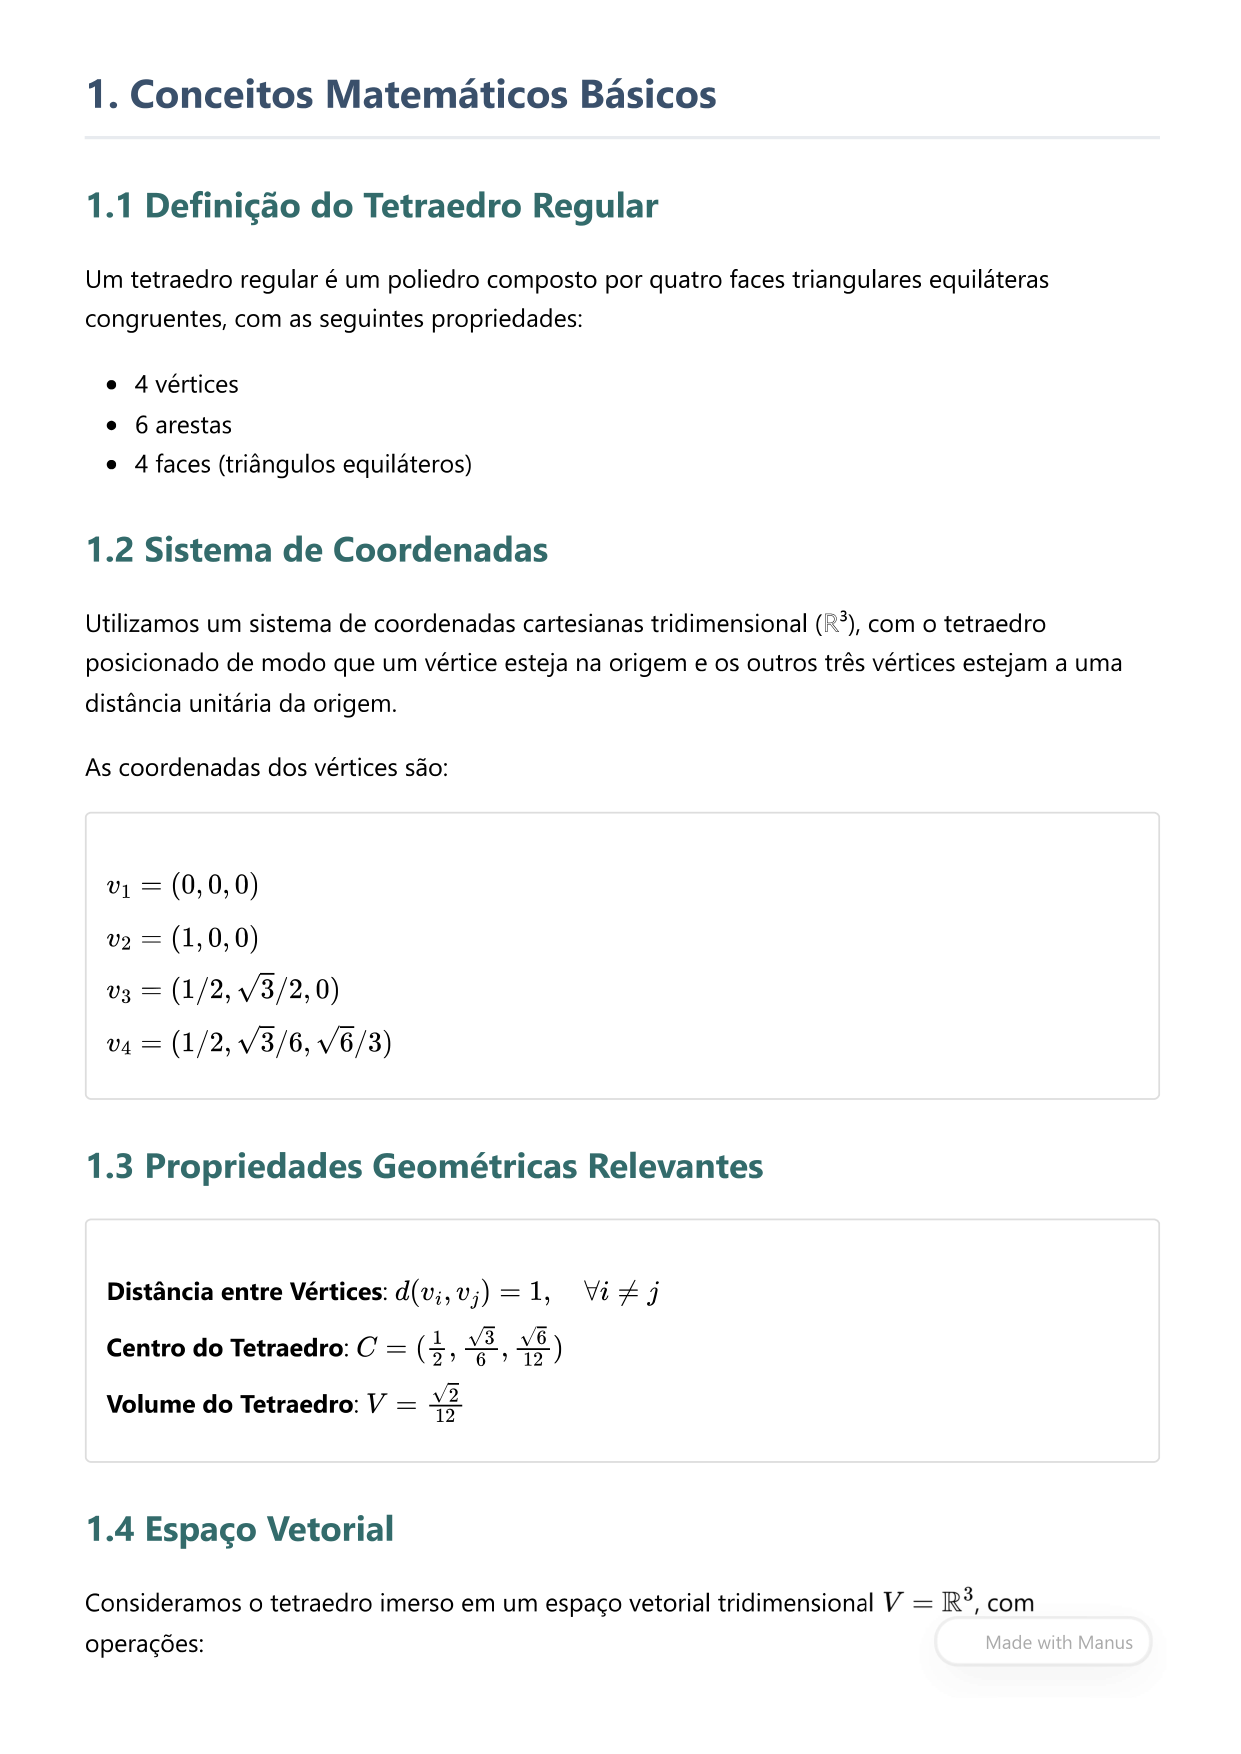 1. Conceitos Matemáticos Básicos
1.1 Definição do Tetraedro Regular
Um tetraedro regular é um poliedro composto por quatro faces triangulares equiláteras
congruentes, com as seguintes propriedades:
• 4 vértices
• 6 arestas
• 4 faces (triângulos equiláteros)
1.2 Sistema de Coordenadas
Utilizamos um sistema de coordenadas cartesianas tridimensional (ℝ³), com o tetraedro
posicionado de modo que um vértice esteja na origem e os outros três vértices estejam a uma
distância unitária da origem.
As coordenadas dos vértices são:
v₁ = (0, 0, 0)
v₂ = (1, 0, 0)
v₃ = (1/2, √3/2, 0)
v₄ = (1/2, √3/6, √6/3)
1.3 Propriedades Geométricas Relevantes
Distância entre Vértices: d(vᵢ, vⱼ) = 1, ∀i ≠ j
Centro do Tetraedro: C = (1/2, √3/6, √6/12)
Volume do Tetraedro: V = √2/12
1.4 Espaço Vetorial
Consideramos o tetraedro imerso em um espaço vetorial tridimensional V = ℝ³, com
operações:
Made with Manus